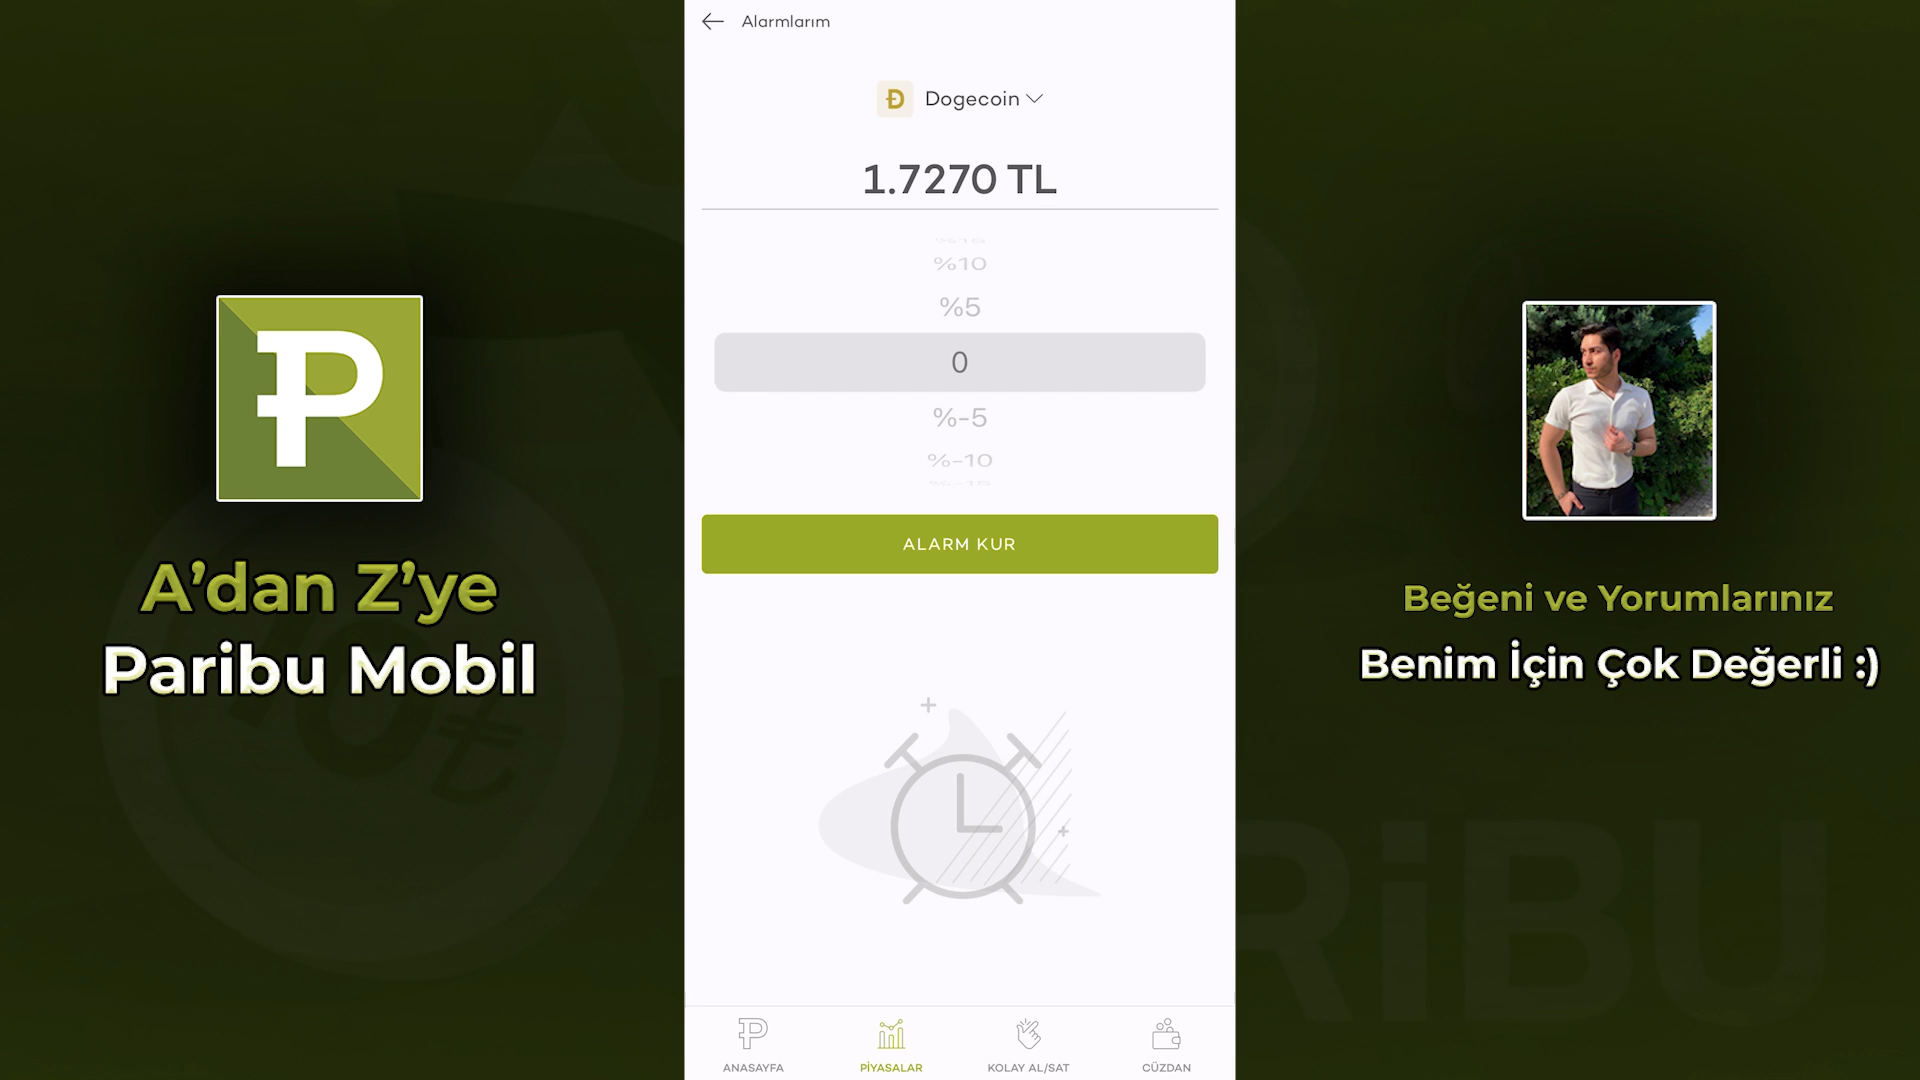 Alarmlarım
Dogecoin
1.7270 TL
%10
%5
0
%-5
%-10
ALARM KUR
A'dan Z'ye
Paribu Mobil
Beğeni ve Yorumlarınız
Benim İçin Çok Değerli :)
ANASAYFA
PİYASALAR
KOLAY AL/SAT
CÜZDAN